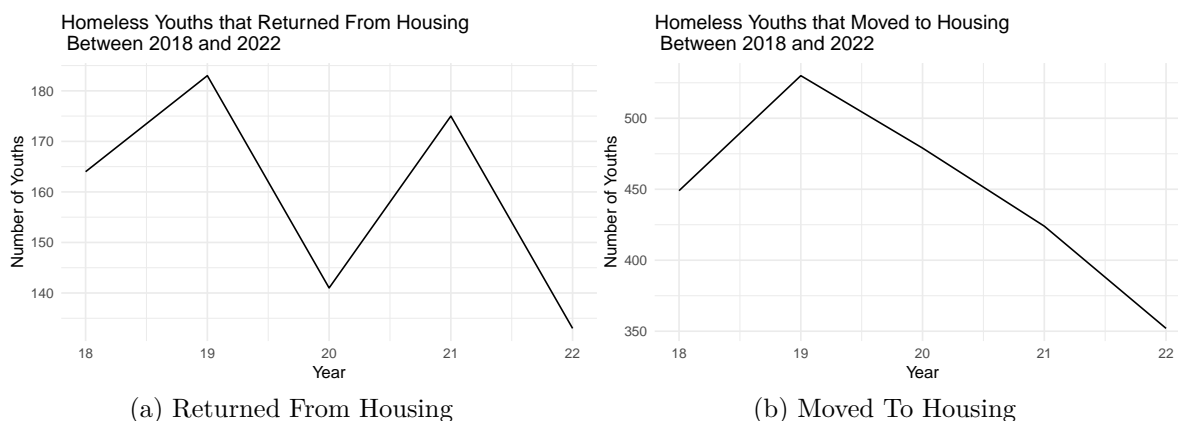 Homeless Youths that Returned From Housing
Between 2018 and 2022
Number of Youths
180
170
160
150
140
18 19 20 21 22
Year
(a) Returned From Housing
Homeless Youths that Moved to Housing
Between 2018 and 2022
Number of Youths
500
450
400
350
18 19 20 21 22
Year
(b) Moved To Housing